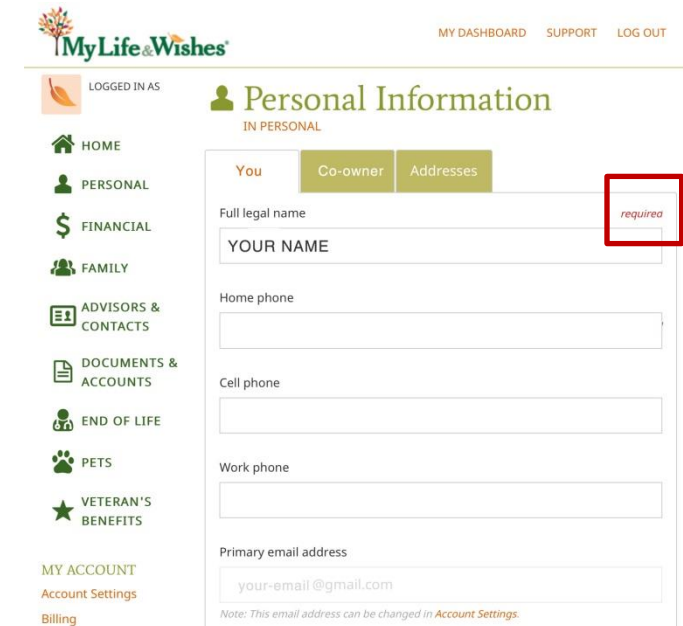 MyLife&Wishes®
MY DASHBOARD SUPPORT LOG OUT
LOGGED IN AS
HOME
PERSONAL
FINANCIAL
FAMILY
ADVISORS &
CONTACTS
DOCUMENTS &
ACCOUNTS
END OF LIFE
PETS
VETERAN'S
BENEFITS
MY ACCOUNT
Account Settings
Billing
Personal Information
IN PERSONAL
You Co-owner Addresses
Full legal name required
YOUR NAME
Home phone
Cell phone
Work phone
Primary email address
your-email@gmail.com
Note: This email address can be changed in Account Settings.